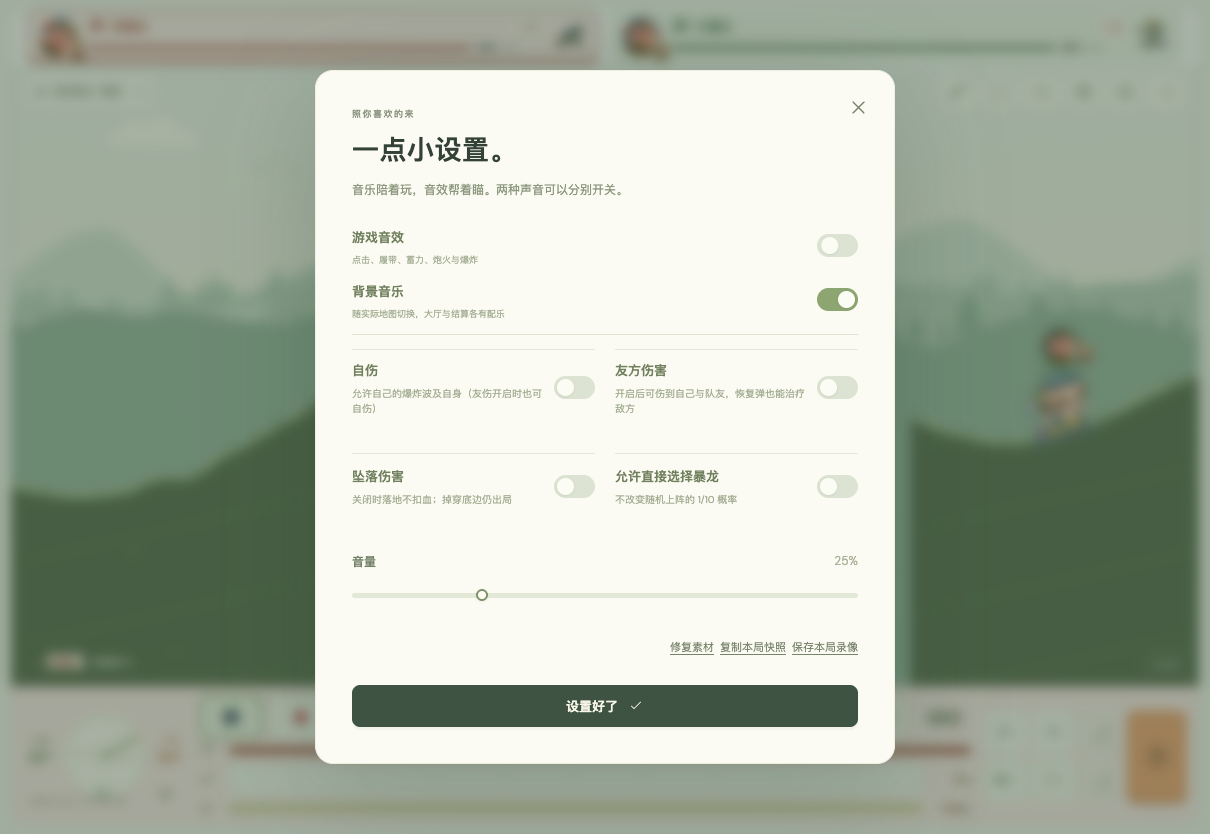 照你喜欢的来
一点小设置。
音乐陪着玩，音效帮着瞄。两种声音可以分别开关。
游戏音效
点击、履带、蓄力、炮火与爆炸
背景音乐
随实际地图切换，大厅与结算各有配乐
自伤
允许自己的爆炸波及自身（友伤开启时也可
自伤）
友方伤害
开启后可伤到自己与队友，恢复弹也能治疗
敌方
坠落伤害
关闭时落地不扣血；掉穿底边仍出局
允许直接选择暴龙
不改变随机上阵的 1/10 概率
音量
25%
修复素材 复制本局快照 保存本局录像
设置好了